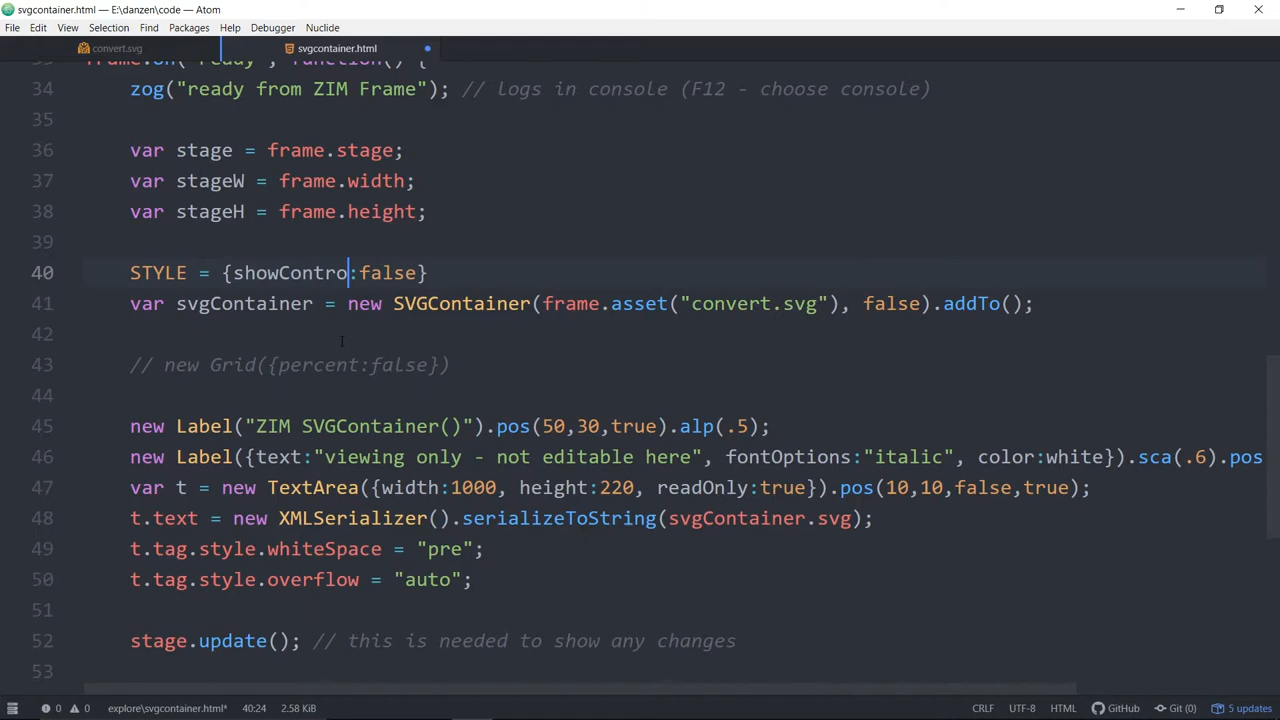 svgcontainer.html — E:\danzen\code — Atom
File Edit View Selection Find Packages Help Debugger Nuclide
convert.svg svgcontainer.html
34 zog("ready from ZIM Frame"); // logs in console (F12 - choose console)
35
36 var stage = frame.stage;
37 var stageW = frame.width;
38 var stageH = frame.height;
39
40 STYLE = {showContro:false}
41 var svgContainer = new SVGContainer(frame.asset("convert.svg"), false).addTo();
42
43 // new Grid({percent:false})
44
45 new Label("ZIM SVGContainer()").pos(50,30,true).alp(.5);
46 new Label({text:"viewing only - not editable here", fontOptions:"italic", color:white}).sca(.6).pos
47 var t = new TextArea({width:1000, height:220, readOnly:true}).pos(10,10,false,true);
48 t.text = new XMLSerializer().serializeToString(svgContainer.svg);
49 t.tag.style.whiteSpace = "pre";
50 t.tag.style.overflow = "auto";
51
52 stage.update(); // this is needed to show any changes
53
0 0 explore\svgcontainer.html* 40:24 CRLF UTF-8 HTML GitHub Git (0) 5 updates